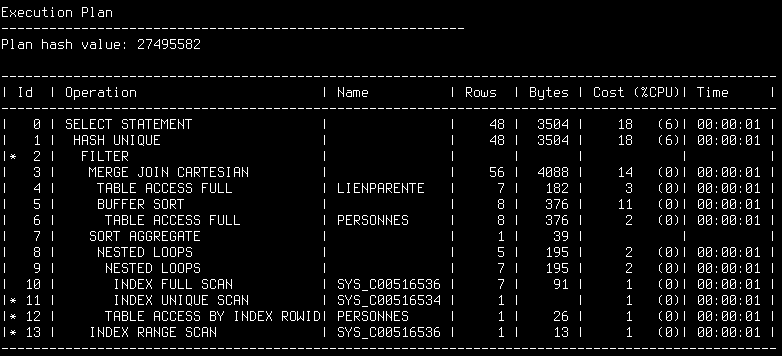 Execution Plan
----------------------------------------------------------
Plan hash value: 27495582

-------------------------------------------------------------------------------------------------
| Id  | Operation                       | Name           | Rows  | Bytes | Cost (%CPU)| Time     |
-------------------------------------------------------------------------------------------------
|   0 | SELECT STATEMENT                |                |    48 |  3504 |    18   (6)| 00:00:01 |
|   1 |  HASH UNIQUE                    |                |    48 |  3504 |    18   (6)| 00:00:01 |
|*  2 |   FILTER                        |                |       |       |            |          |
|   3 |    MERGE JOIN CARTESIAN         |                |    56 |  4088 |    14   (0)| 00:00:01 |
|   4 |     TABLE ACCESS FULL           | LIENPARENTE    |     7 |   182 |     3   (0)| 00:00:01 |
|   5 |     BUFFER SORT                 |                |     8 |   376 |    11   (0)| 00:00:01 |
|   6 |      TABLE ACCESS FULL          | PERSONNES      |     8 |   376 |     2   (0)| 00:00:01 |
|   7 |    SORT AGGREGATE               |                |     1 |    39 |            |          |
|   8 |     NESTED LOOPS                |                |     5 |   195 |     2   (0)| 00:00:01 |
|   9 |      NESTED LOOPS               |                |     7 |   195 |     2   (0)| 00:00:01 |
|  10 |       INDEX FULL SCAN           | SYS_C00516536  |     7 |    91 |     1   (0)| 00:00:01 |
|* 11 |       INDEX UNIQUE SCAN         | SYS_C00516534  |     1 |       |     1   (0)| 00:00:01 |
|* 12 |      TABLE ACCESS BY INDEX ROWID| PERSONNES      |     1 |    26 |     1   (0)| 00:00:01 |
|* 13 |    INDEX RANGE SCAN             | SYS_C00516536  |     1 |    13 |     1   (0)| 00:00:01 |
-------------------------------------------------------------------------------------------------